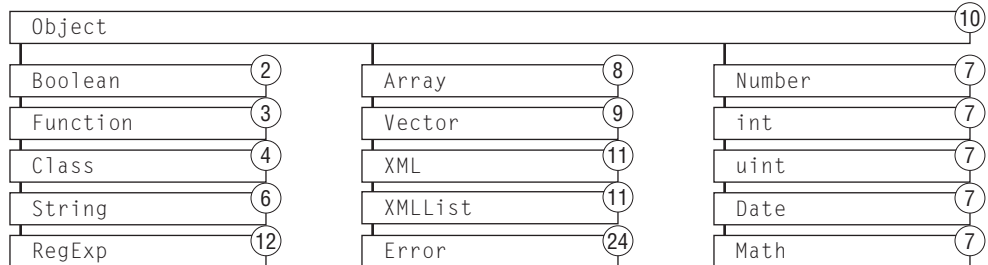 Object 10
Boolean 2 Array 8 Number 7
Function 3 Vector 9 int 7
Class 4 XML 11 uint 7
String 6 XMLList 11 Date 7
RegExp 12 Error 24 Math 7